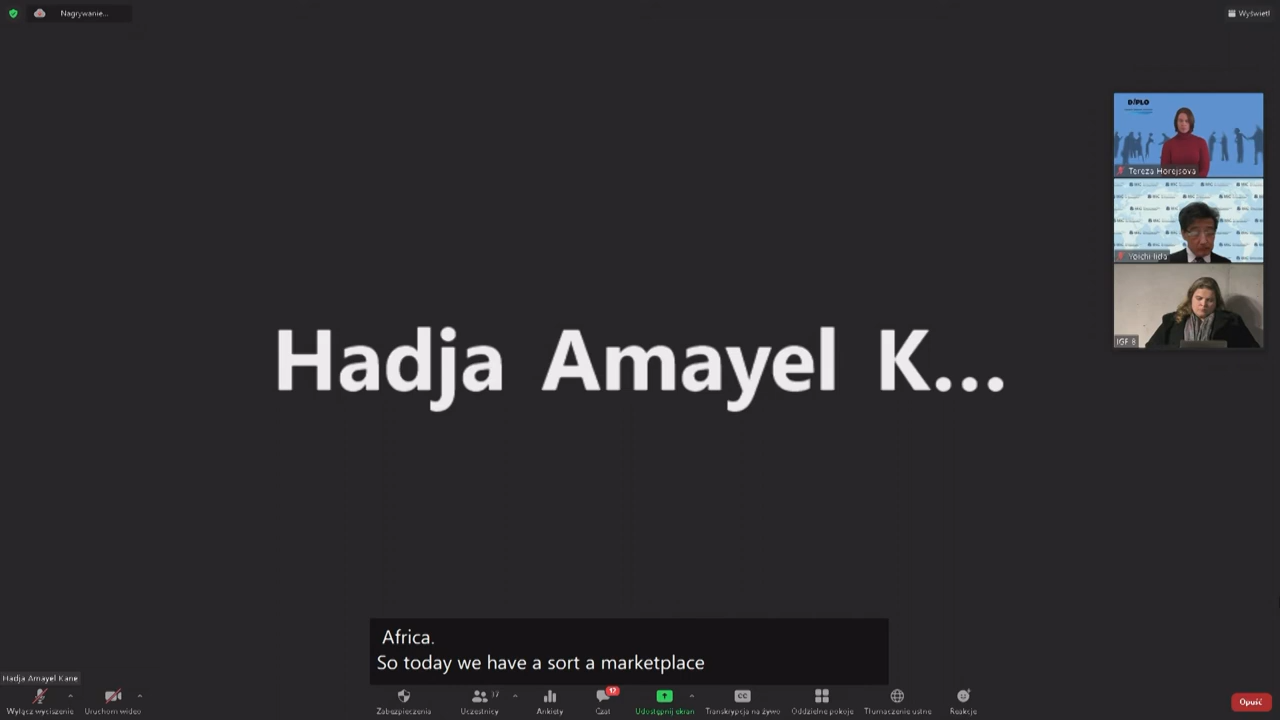 Nagrywanie...
Wyświetl
DiPLO
Tereza Horejsova
Yoichi Iida
IGF 8
Hadja Amayel K...
Africa.
So today we have a sort a marketplace
Hadja Amayel Kane
Wyłącz wyciszenie
Uruchom wideo
Zabezpieczenia
Uczestnicy
37
Ankiety
Czat
Udostępnij ekran
CC
Transkrypcja na żywo
Oddzielne pokoje
Tłumaczenie ustne
Reakcje
Opuść